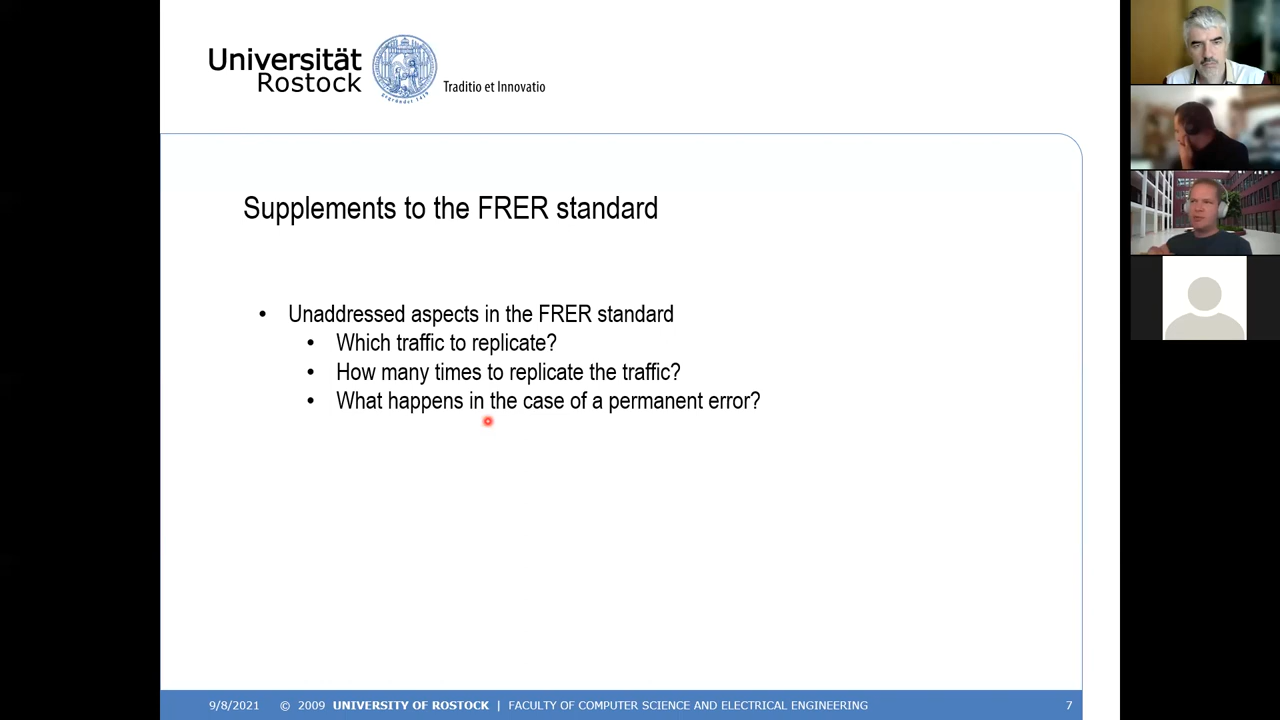 Universität
Rostock
Traditio et Innovatio
Supplements to the FRER standard
• Unaddressed aspects in the FRER standard
• Which traffic to replicate?
• How many times to replicate the traffic?
• What happens in the case of a permanent error?
9/8/2021 © 2009 UNIVERSITY OF ROSTOCK | FACULTY OF COMPUTER SCIENCE AND ELECTRICAL ENGINEERING 7